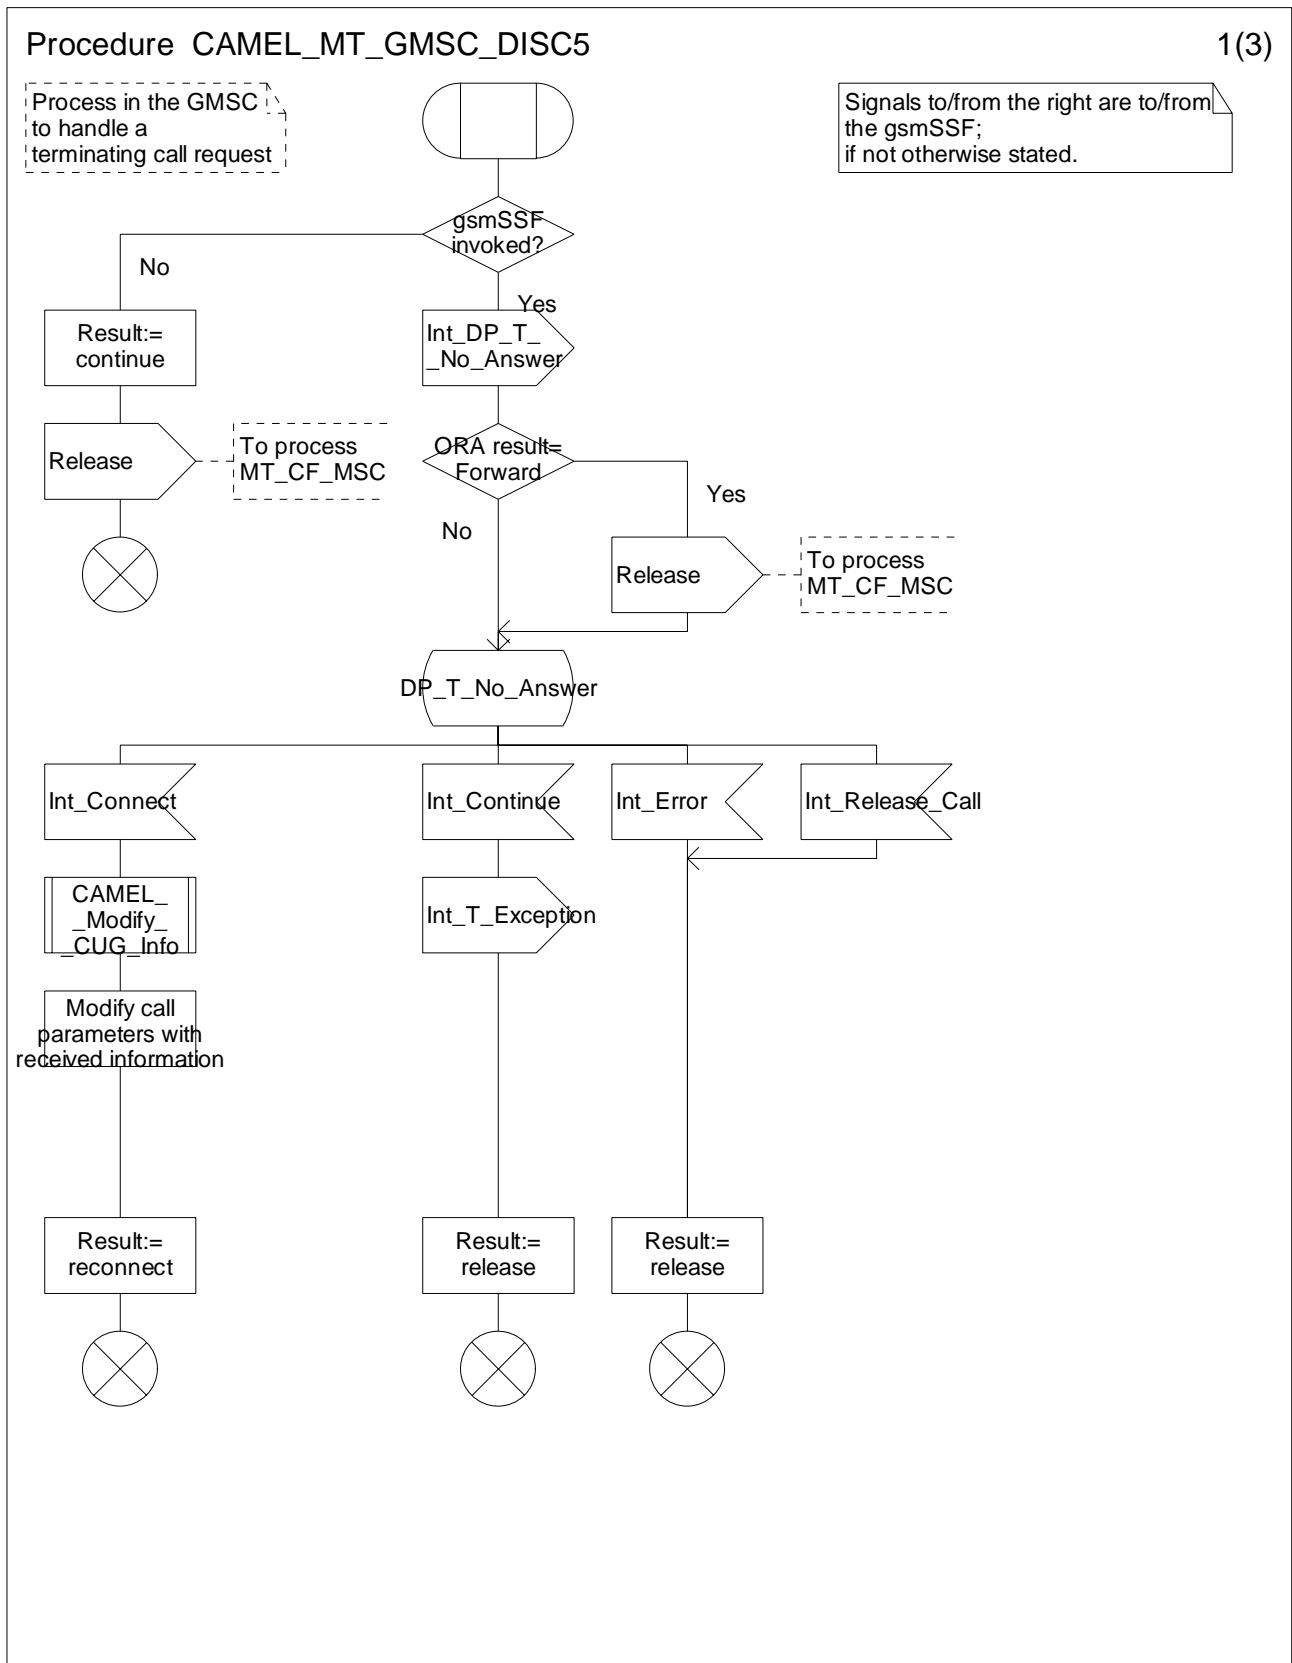 Procedure CAMEL_MT_GMSC_DISC5
1(3)
Process in the GMSC
to handle a
terminating call request
Signals to/from the right are to/from
the gsmSSF;
if not otherwise stated.
gsmSSF
invoked?
No
Yes
Result:=
continue
Int_DP_T_
_No_Answer
Release
To process
MT_CF_MSC
ORA result=
Forward
Yes
No
Release
To process
MT_CF_MSC
DP_T_No_Answer
Int_Connect
Int_Continue
Int_Error
Int_Release_Call
CAMEL_
_Modify_
_CUG_Info
Int_T_Exception
Modify call
parameters with
received information
Result:=
reconnect
Result:=
release
Result:=
release